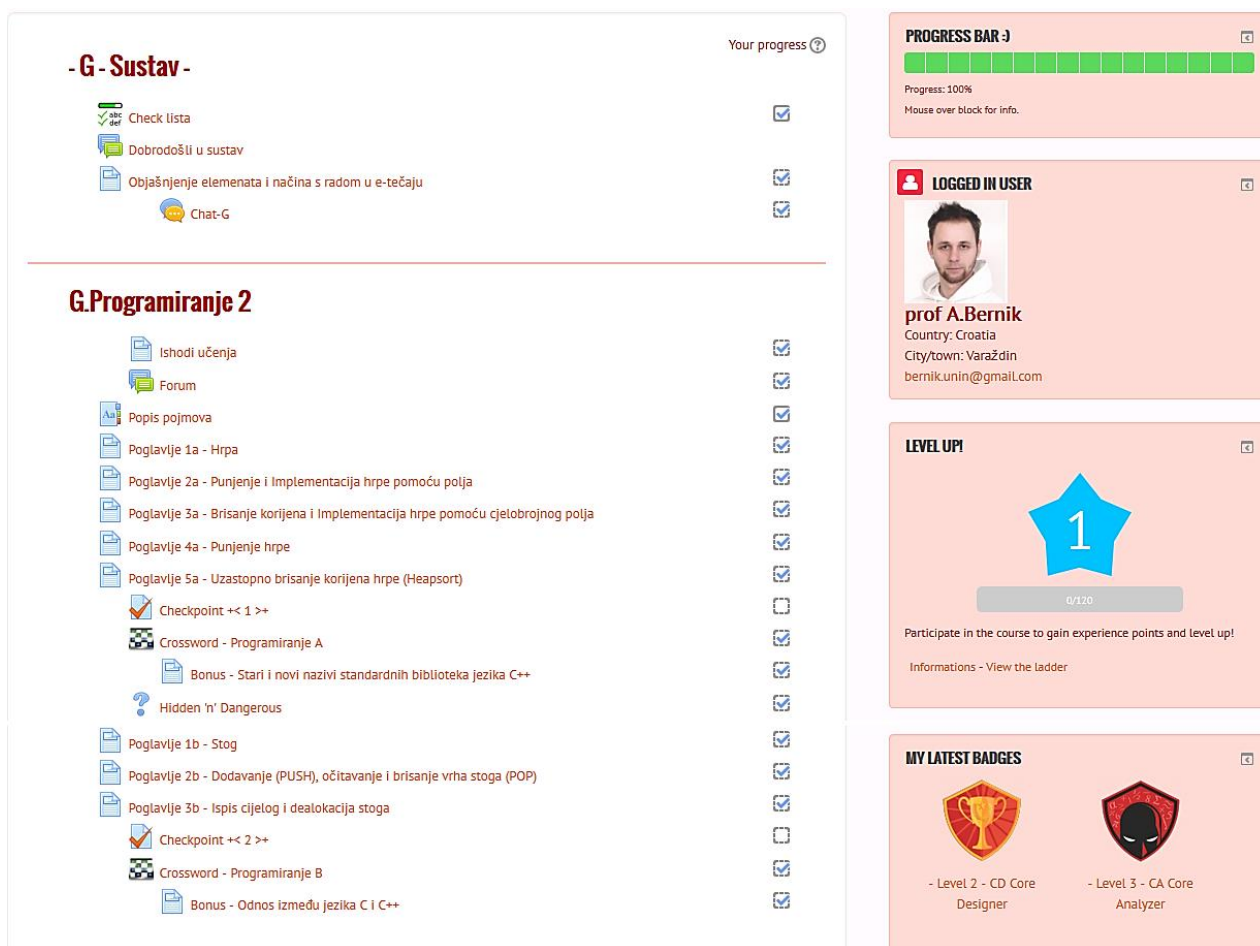 Your progress
- G - Sustav -
Check lista
Dobrodošli u sustav
Objašnjenje elemenata i načina s radom u e-tečaju
Chat-G
G.Programiranje 2
Ishodi učenja
Forum
Popis pojmova
Poglavlje 1a - Hrpa
Poglavlje 2a - Punjenje i Implementacija hrpe pomoću polja
Poglavlje 3a - Brisanje korijena i Implementacija hrpe pomoću cjelobrojnog polja
Poglavlje 4a - Punjenje hrpe
Poglavlje 5a - Uzastopno brisanje korijena hrpe (Heapsort)
Checkpoint +< 1 >+
Crossword - Programiranje A
Bonus - Stari i novi nazivi standardnih biblioteka jezika C++
Hidden 'n' Dangerous
Poglavlje 1b - Stog
Poglavlje 2b - Dodavanje (PUSH), očitavanje i brisanje vrha stoga (POP)
Poglavlje 3b - Ispis cijelog i dealokacija stoga
Checkpoint +< 2 >+
Crossword - Programiranje B
Bonus - Odnos između jezika C i C++
PROGRESS BAR :)
Progress: 100%
Mouse over block for info.
LOGGED IN USER
prof A.Bernik
Country: Croatia
City/town: Varaždin
bernik.unin@gmail.com
LEVEL UP!
1
0/120
Participate in the course to gain experience points and level up!
Informations - View the ladder
MY LATEST BADGES
- Level 2 - CD Core
Designer
- Level 3 - CA Core
Analyzer